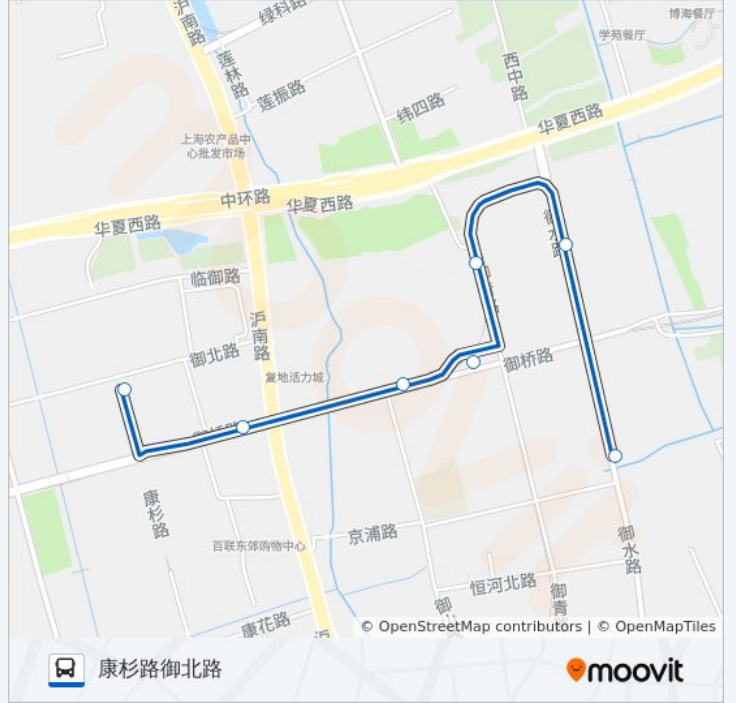 博海餐厅
学苑餐厅
沪南路
绿科路
莲林路
莲振路
西中路
纬四路
华夏西路
上海农产品中
心批发市场
中环路
华夏西路
华夏西路
临御路
沪南路
御北路
复地活力城
御桥路
康杉路
百联东郊购物中心
京浦路
恒河北路
御水路
御青
康花路
© OpenStreetMap contributors | © OpenMapTiles
康杉路御北路
moovit